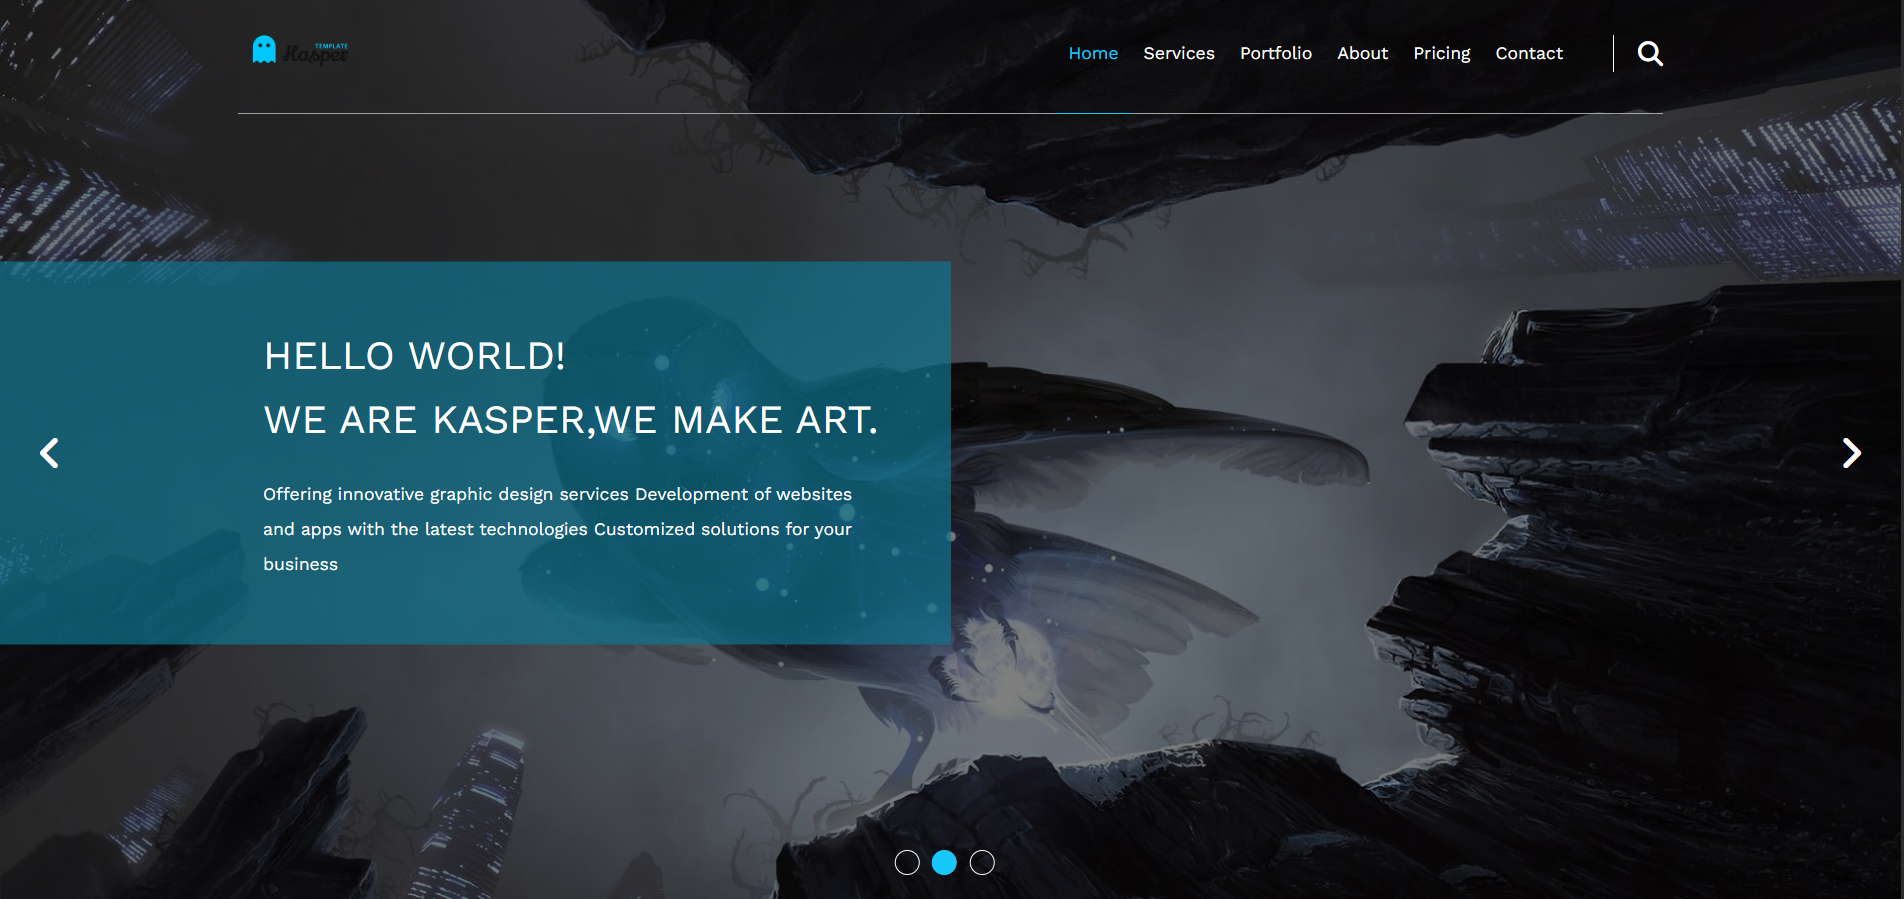 TEMPLATE
Kasper
Home Services Portfolio About Pricing Contact
HELLO WORLD!
WE ARE KASPER,WE MAKE ART.
Offering innovative graphic design services Development of websites
and apps with the latest technologies Customized solutions for your
business